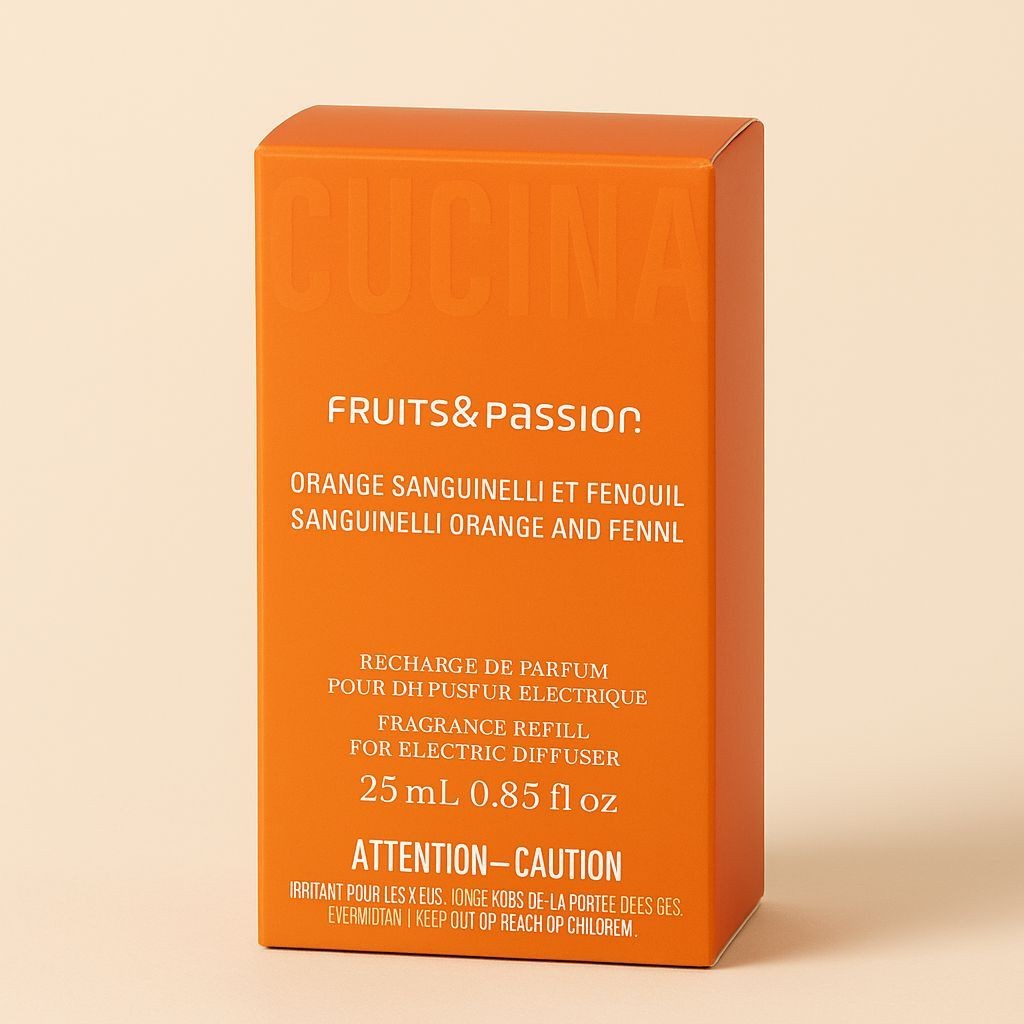 CUCINA
FRUITS&PASSION
ORANGE SANGUINELLI ET FENOUIL
SANGUINELLI ORANGE AND FENNL
RECHARGE DE PARFUM
POUR DH PUSFUR ELECTRIQUE
FRAGRANCE REFILL
FOR ELECTRIC DIFFUSER
25 mL 0.85 fl oz
ATTENTION–CAUTION
IRRITANT POUR LES X EUS. IONGE KOBS DE-LA PORTEE DEES GES.
EVERMIDTAN | KEEP OUT OP REACH OP CHILOREM.